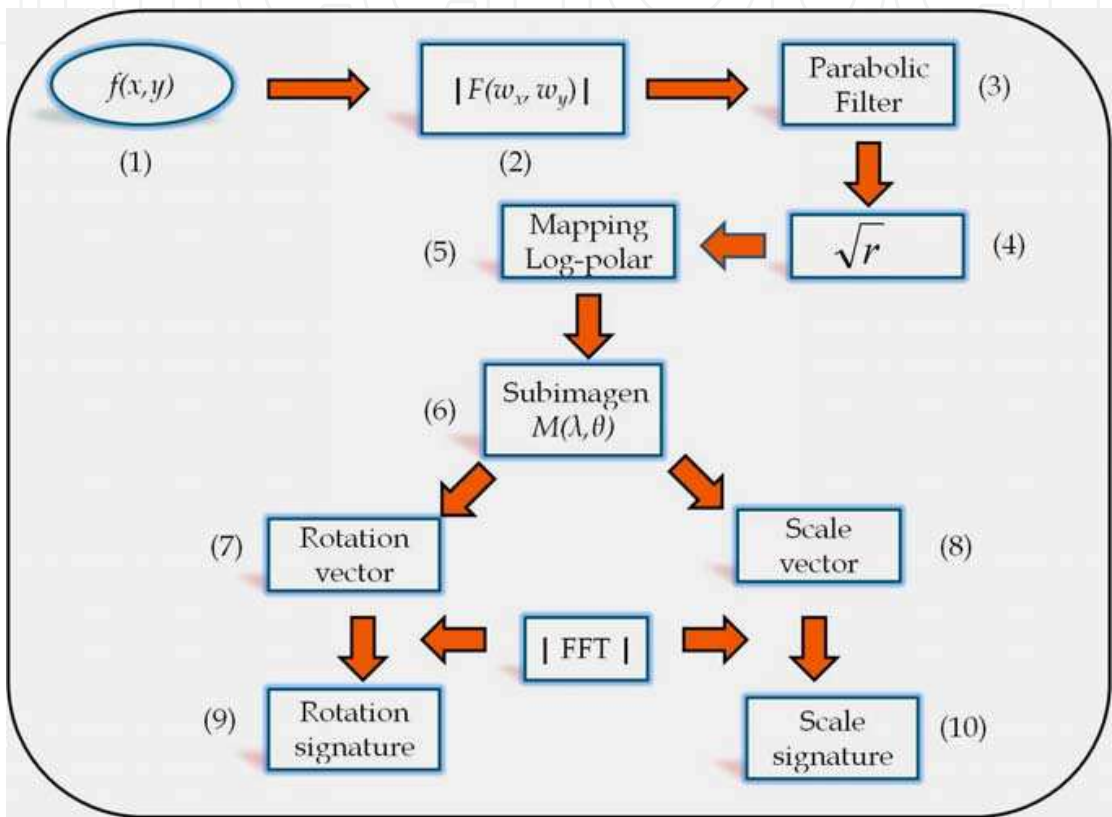 f(x,y)
(1)
| F(wₓ, w_y) |
(2)
Parabolic
Filter
(3)
√r
(4)
Mapping
Log-polar
(5)
Subimagen
M(λ,θ)
(6)
Rotation
vector
(7)
Scale
vector
(8)
| FFT |
Rotation
signature
(9)
Scale
signature
(10)